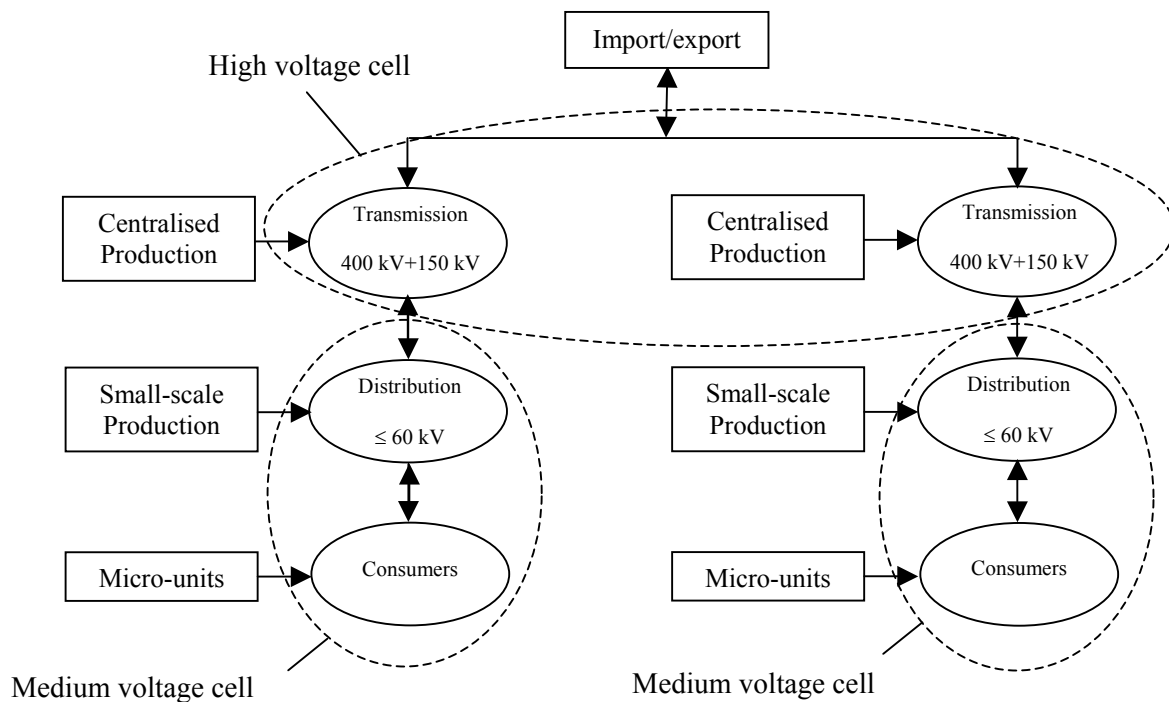 Import/export
High voltage cell
Centralised
Production
Transmission
400 kV+150 kV
Centralised
Production
Transmission
400 kV+150 kV
Small-scale
Production
Distribution
≤ 60 kV
Small-scale
Production
Distribution
≤ 60 kV
Micro-units
Consumers
Micro-units
Consumers
Medium voltage cell
Medium voltage cell